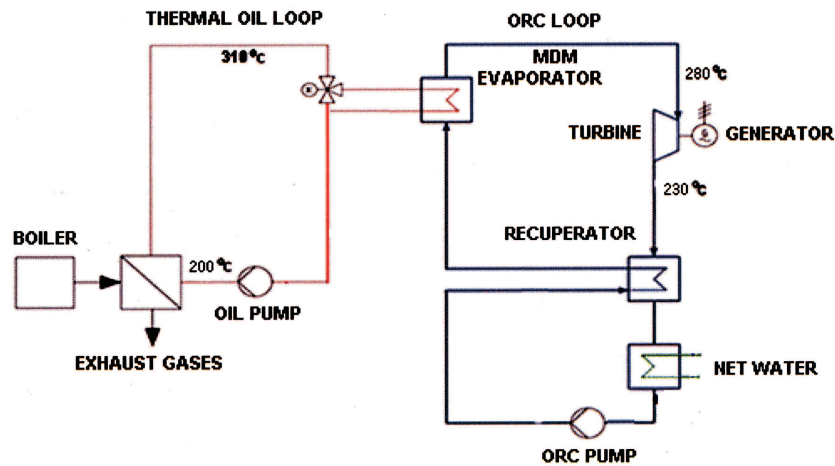 THERMAL OIL LOOP
ORC LOOP
310°C
MDM
EVAPORATOR
280°C
TURBINE
GENERATOR
230°C
RECUPERATOR
BOILER
200°C
OIL PUMP
EXHAUST GASES
NET WATER
ORC PUMP